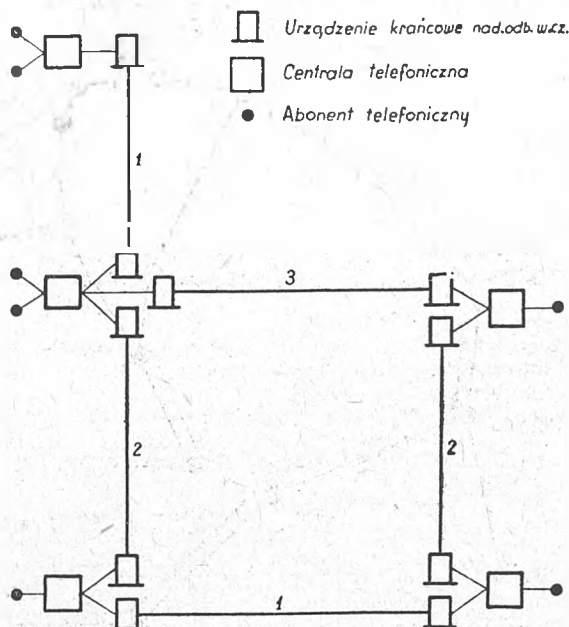 Urządzenie krańcowe nad.odb. w.cz.
Centrala telefoniczna
Abonent telefoniczny
1
3
2
2
1